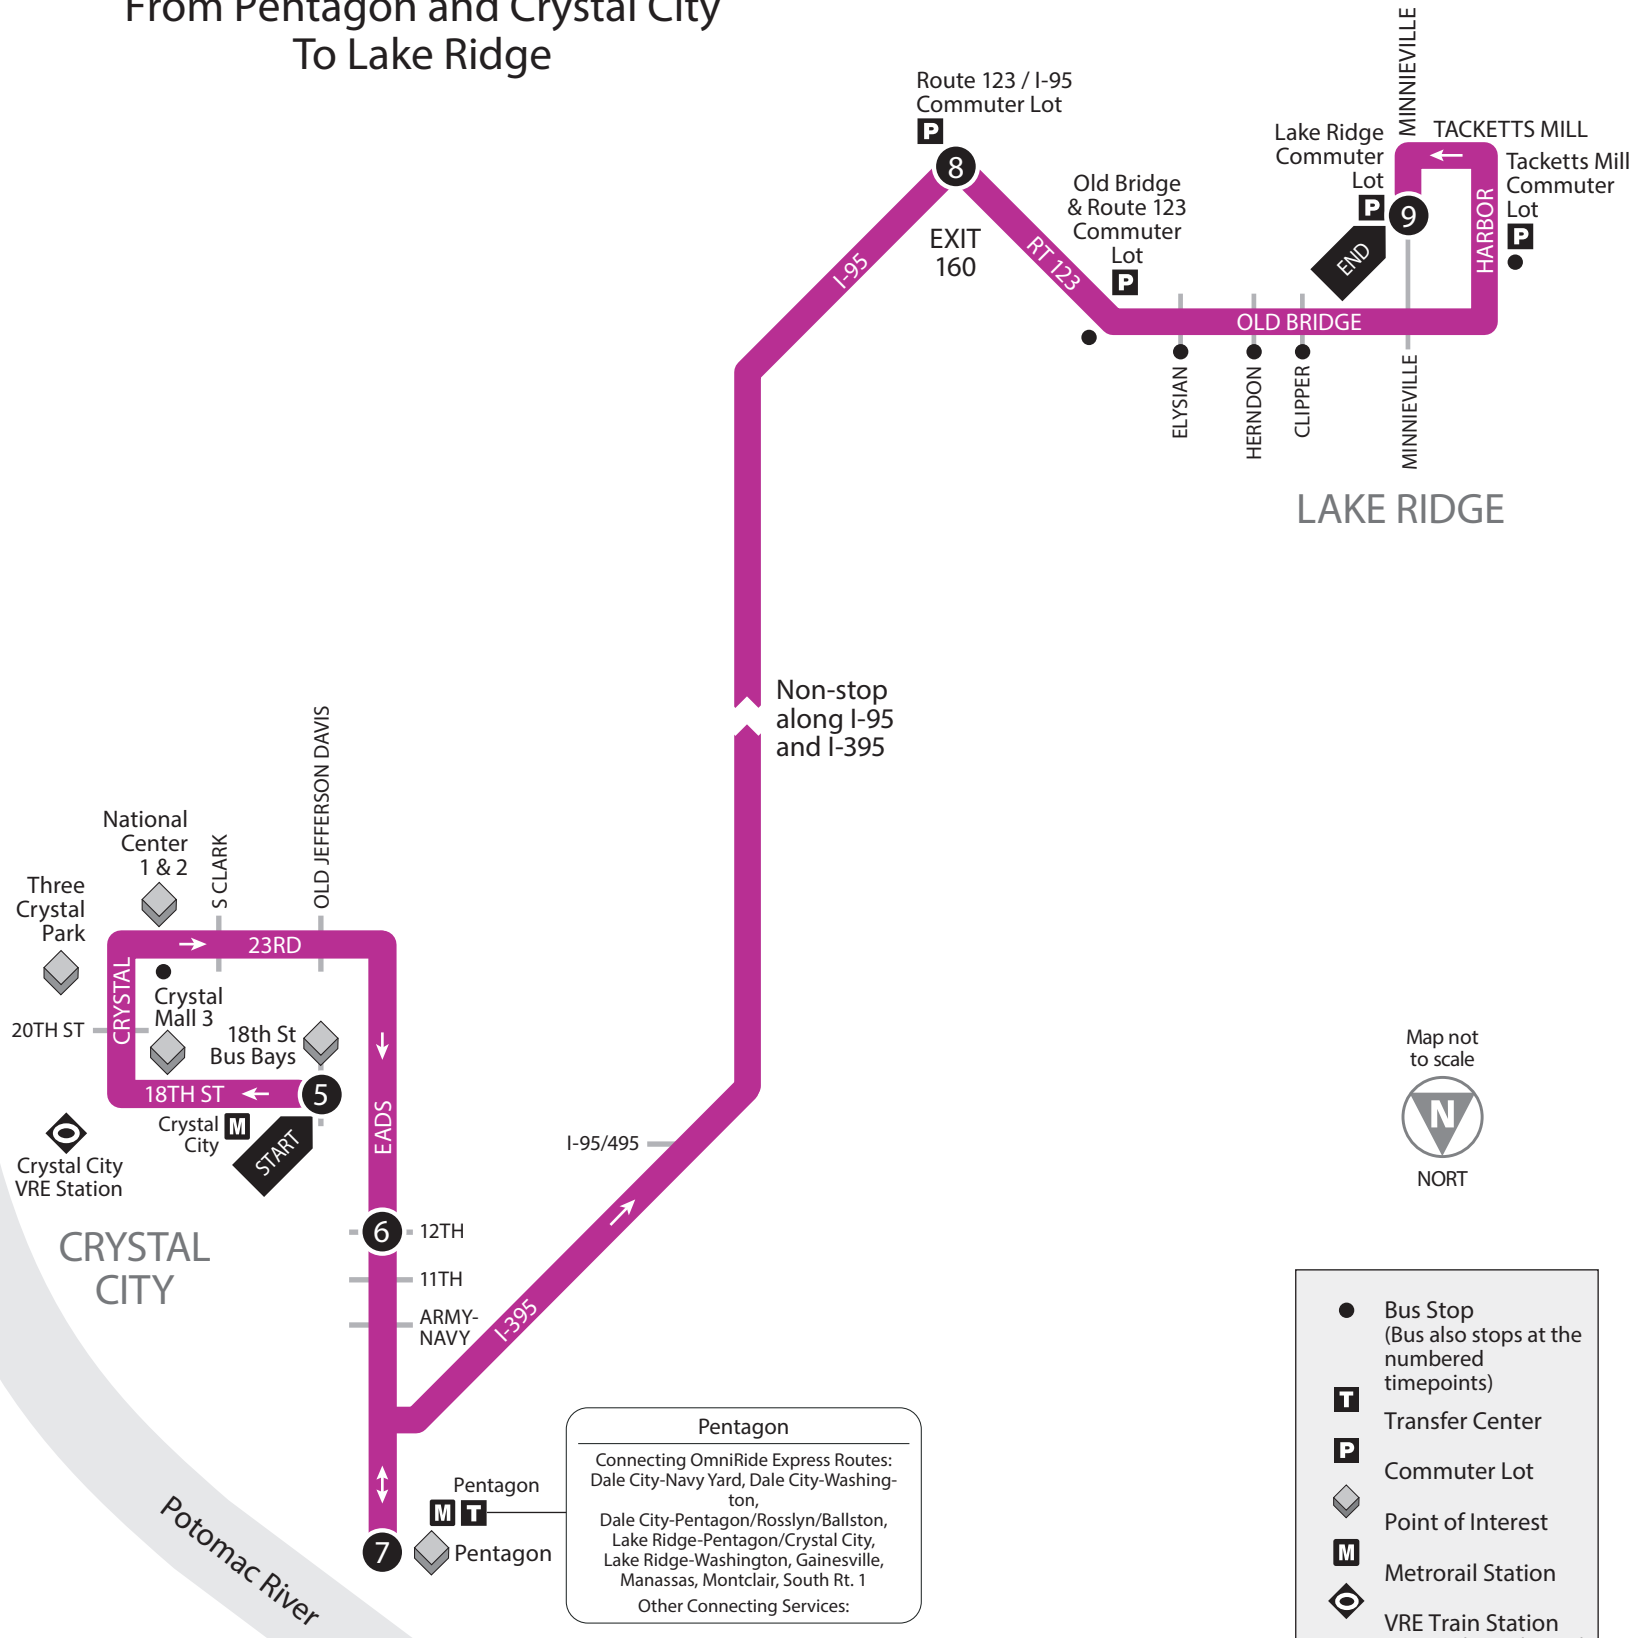 From Pentagon and Crystal City
To Lake Ridge
Route 123 / I-95
Commuter Lot
P
8
EXIT
160
I-95
RT 123
Old Bridge
& Route 123
Commuter
Lot
P
MINNIEVILLE
TACKETTS MILL
Lake Ridge
Commuter
Lot
P
9
END
HARBOR
Tacketts Mill
Commuter
Lot
P
OLD BRIDGE
ELYSIAN
HERNDON
CLIPPER
MINNIEVILLE
LAKE RIDGE
Non-stop
along I-95
and I-395
National
Center
1 & 2
S CLARK
OLD JEFFERSON DAVIS
Three
Crystal
Park
23RD
CRYSTAL
Crystal
Mall 3
20TH ST
18th St
Bus Bays
18TH ST
5
Crystal
City
M
START
EADS
Crystal City
VRE Station
CRYSTAL
CITY
6
12TH
11TH
ARMY-
NAVY
I-395
I-95/495
Map not
to scale
N
NORT
Potomac River
7
Pentagon
M T
Pentagon
Pentagon
Connecting OmniRide Express Routes:
Dale City-Navy Yard, Dale City-Washing-
ton,
Dale City-Pentagon/Rosslyn/Ballston,
Lake Ridge-Pentagon/Crystal City,
Lake Ridge-Washington, Gainesville,
Manassas, Montclair, South Rt. 1
Other Connecting Services:
Bus Stop
(Bus also stops at the
numbered
timepoints)
T
Transfer Center
P
Commuter Lot
Point of Interest
M
Metrorail Station
VRE Train Station